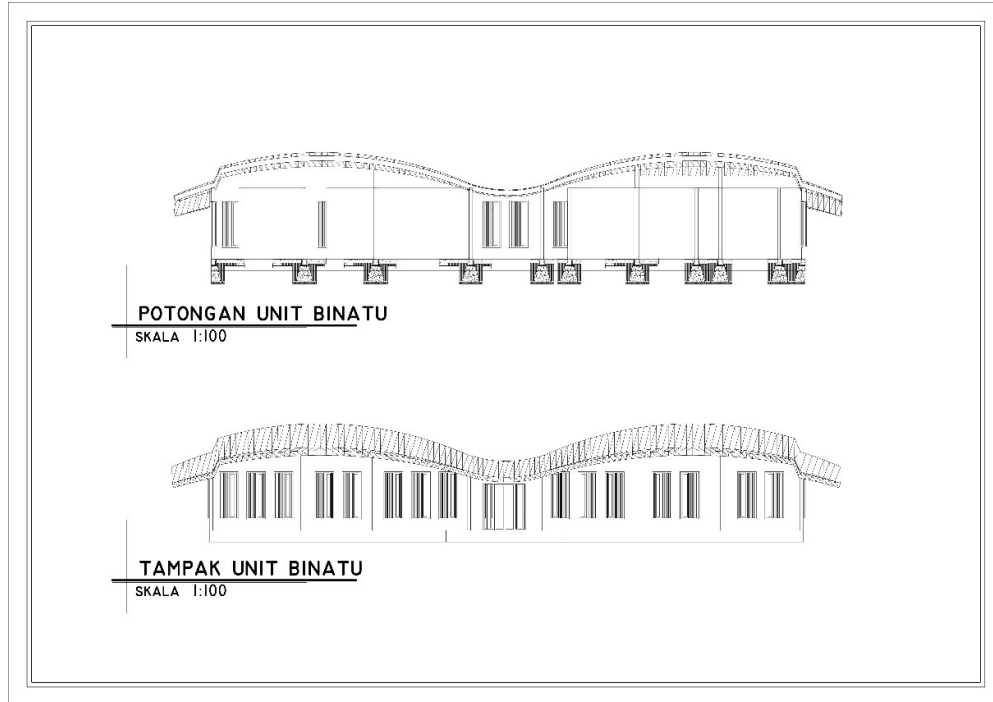 POTONGAN UNIT BINATU
SKALA 1:100
TAMPAK UNIT BINATU
SKALA 1:100